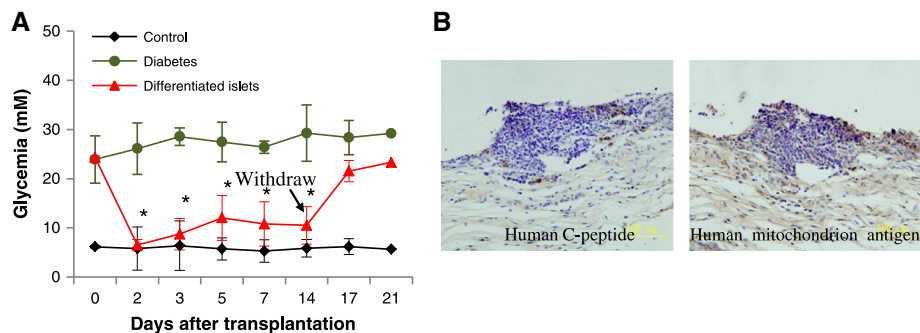 A
B
Control
Diabetes
Differentiated islets
Glycemia (mM)
50
40
30
20
10
0
* * * * *
Withdraw
0 2 3 5 7 14 17 21
Days after transplantation
Human C-peptide
Human mitochondrion antigen